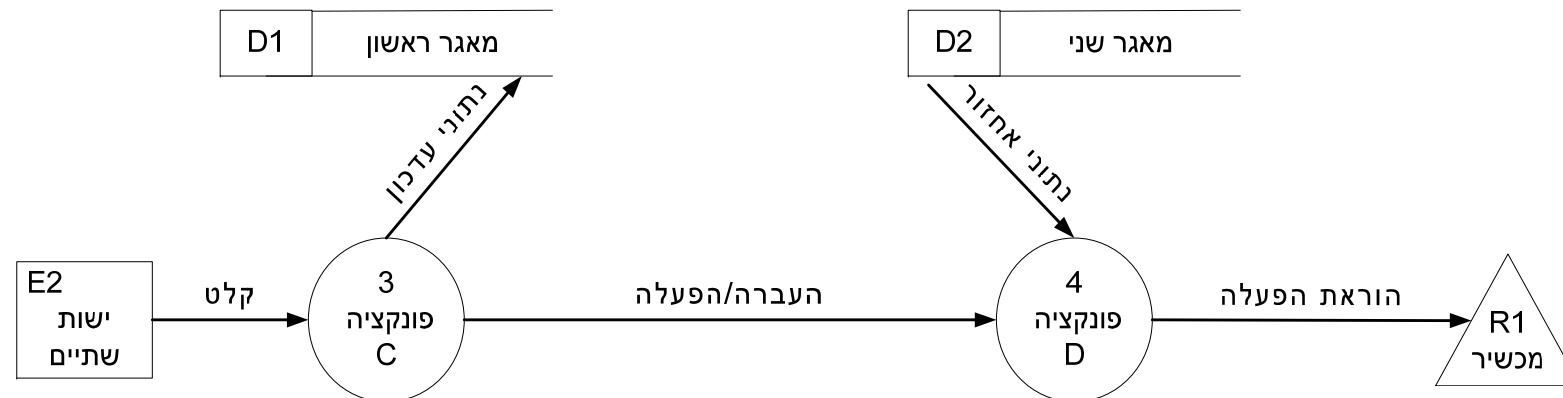 D1
מאגר ראשון
D2
מאגר שני
נתוני עדכון
נתוני אחזור
E2
ישות
שתיים
קלט
3
פונקציה
C
העברה/הפעלה
4
פונקציה
D
הוראת הפעלה
R1
מכשיר